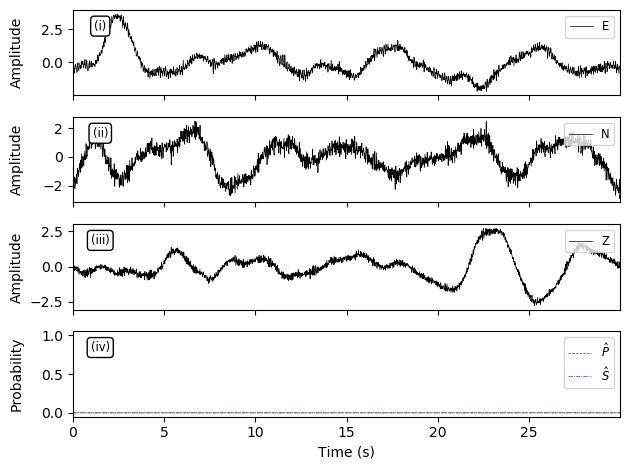 Amplitude
2.5
0.0
(i)
E
Amplitude
2
0
−2
(ii)
N
Amplitude
2.5
0.0
−2.5
(iii)
Z
Probability
1.0
0.5
0.0
(iv)
P̂
Ŝ
0 5 10 15 20 25
Time (s)